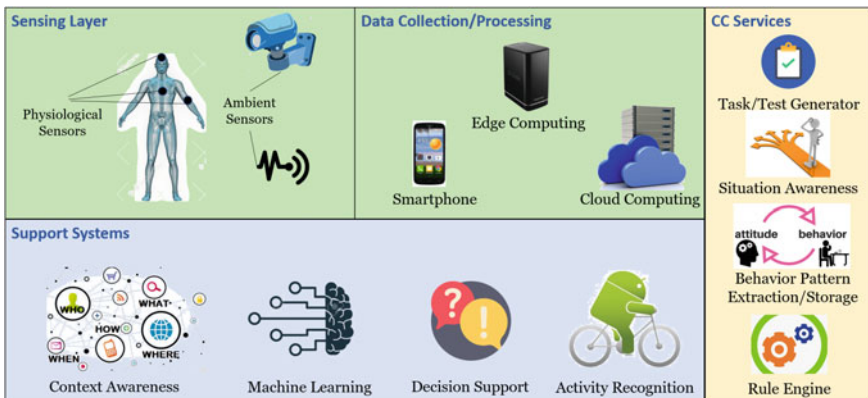 Sensing Layer
Physiological
Sensors
Ambient
Sensors
Data Collection/Processing
Edge Computing
Smartphone
Cloud Computing
CC Services
Task/Test Generator
Situation Awareness
attitude
behavior
Behavior Pattern
Extraction/Storage
Rule Engine
Support Systems
WHO
WHAT
HOW
WHEN
WHERE
Context Awareness
Machine Learning
Decision Support
Activity Recognition